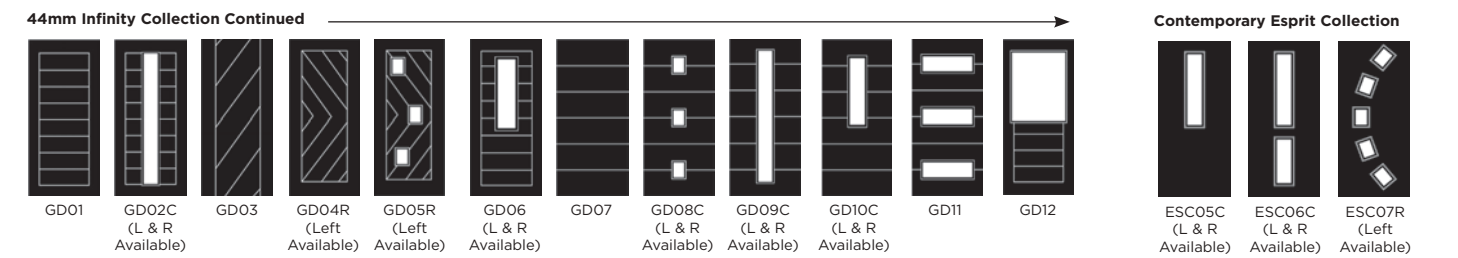 44mm Infinity Collection Continued
Contemporary Esprit Collection
GD01
GD02C
(L & R
Available)
GD03
GD04R
(Left
Available)
GD05R
(Left
Available)
GD06
(L & R
Available)
GD07
GD08C
(L & R
Available)
GD09C
(L & R
Available)
GD10C
(L & R
Available)
GD11
GD12
ESC05C
(L & R
Available)
ESC06C
(L & R
Available)
ESC07R
(Left
Available)